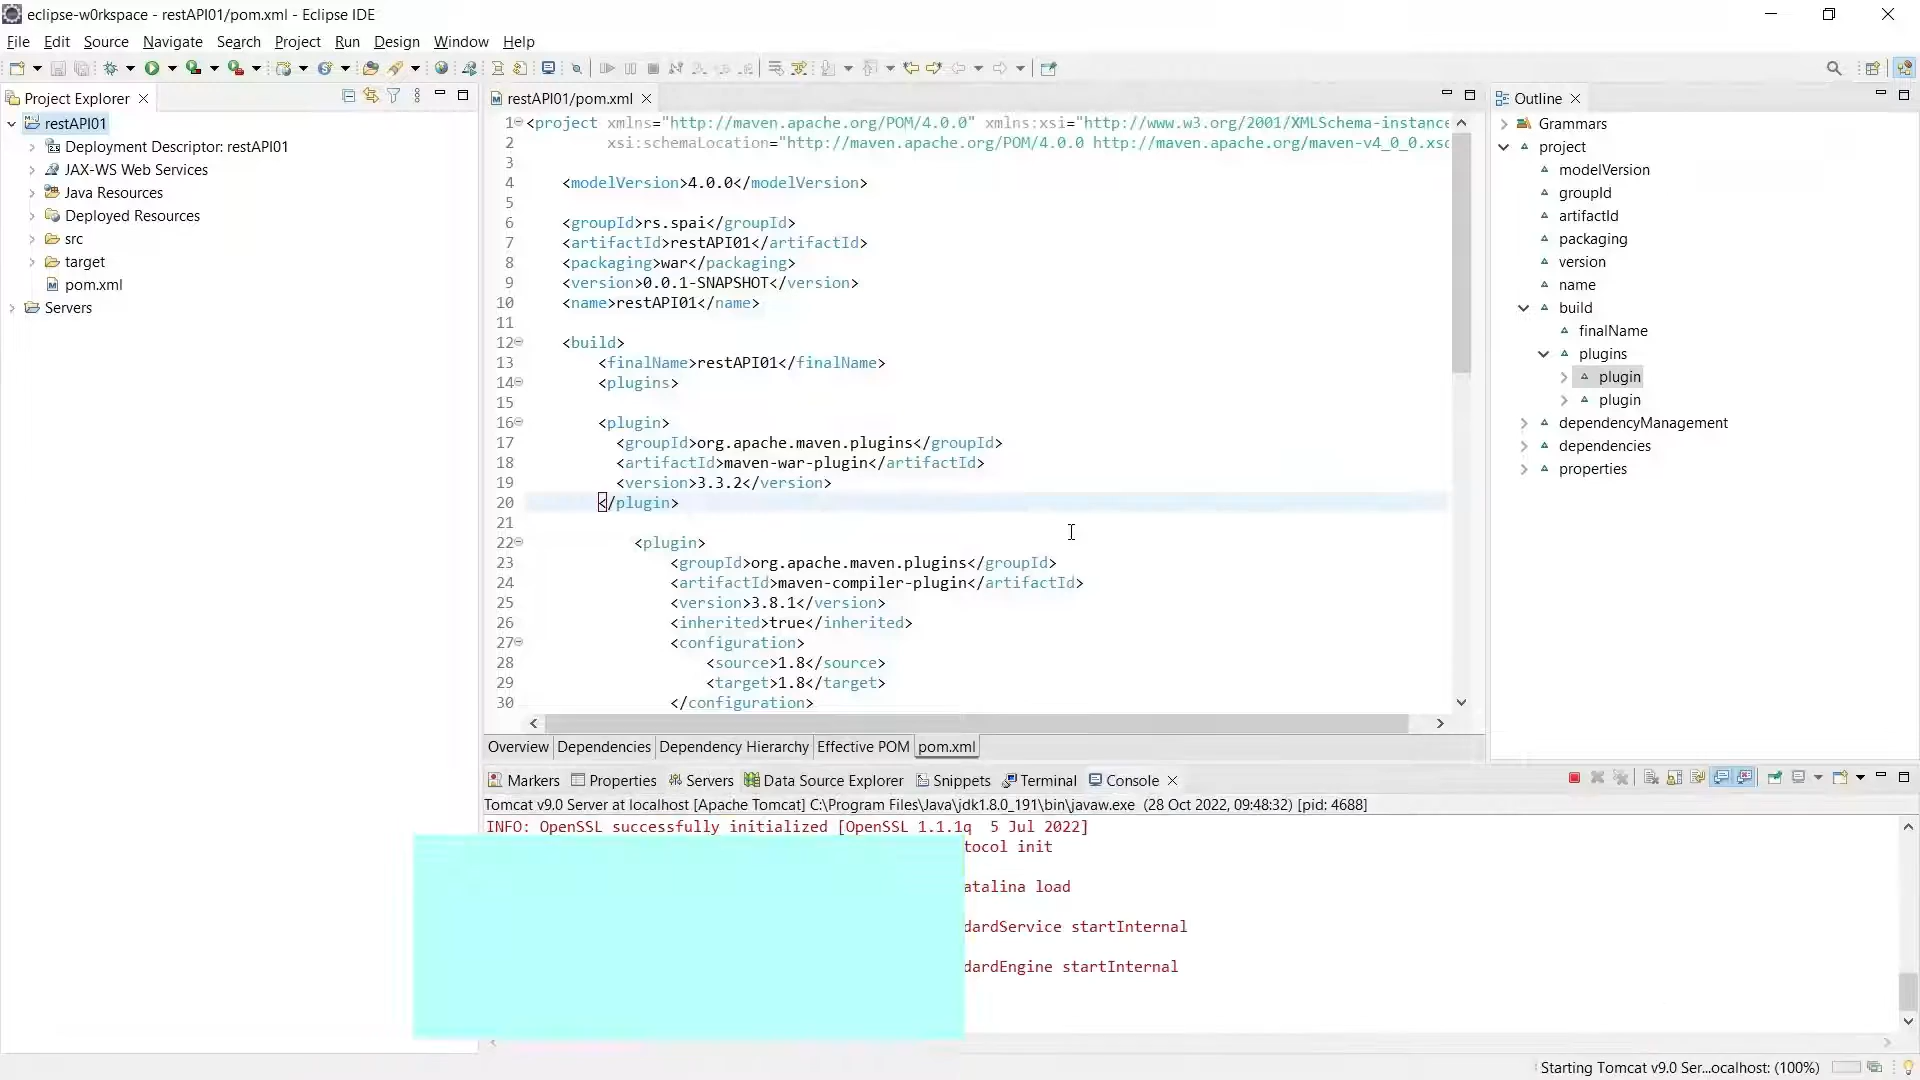 eclipse-w0rkspace - restAPI01/pom.xml - Eclipse IDE
File Edit Source Navigate Search Project Run Design Window Help
Project Explorer
restAPI01
Deployment Descriptor: restAPI01
JAX-WS Web Services
Java Resources
Deployed Resources
src
target
pom.xml
Servers
restAPI01/pom.xml
1 <project xmlns="http://maven.apache.org/POM/4.0.0" xmlns:xsi="http://www.w3.org/2001/XMLSchema-instance
2 xsi:schemaLocation="http://maven.apache.org/POM/4.0.0 http://maven.apache.org/maven-v4_0_0.xsd
3
4 <modelVersion>4.0.0</modelVersion>
5
6 <groupId>rs.spai</groupId>
7 <artifactId>restAPI01</artifactId>
8 <packaging>war</packaging>
9 <version>0.0.1-SNAPSHOT</version>
10 <name>restAPI01</name>
11
12 <build>
13 <finalName>restAPI01</finalName>
14 <plugins>
15
16 <plugin>
17 <groupId>org.apache.maven.plugins</groupId>
18 <artifactId>maven-war-plugin</artifactId>
19 <version>3.3.2</version>
20 </plugin>
21
22 <plugin>
23 <groupId>org.apache.maven.plugins</groupId>
24 <artifactId>maven-compiler-plugin</artifactId>
25 <version>3.8.1</version>
26 <inherited>true</inherited>
27 <configuration>
28 <source>1.8</source>
29 <target>1.8</target>
30 </configuration>
Overview Dependencies Dependency Hierarchy Effective POM pom.xml
Outline
Grammars
project
modelVersion
groupId
artifactId
packaging
version
name
build
finalName
plugins
plugin
plugin
dependencyManagement
dependencies
properties
Markers Properties Servers Data Source Explorer Snippets Terminal Console
Tomcat v9.0 Server at localhost [Apache Tomcat] C:\Program Files\Java\jdk1.8.0_191\bin\javaw.exe (28 Oct 2022, 09:48:32) [pid: 4688]
INFO: OpenSSL successfully initialized [OpenSSL 1.1.1q 5 Jul 2022]
tocol init
atalina load
dardService startInternal
dardEngine startInternal
Starting Tomcat v9.0 Ser...ocalhost: (100%)